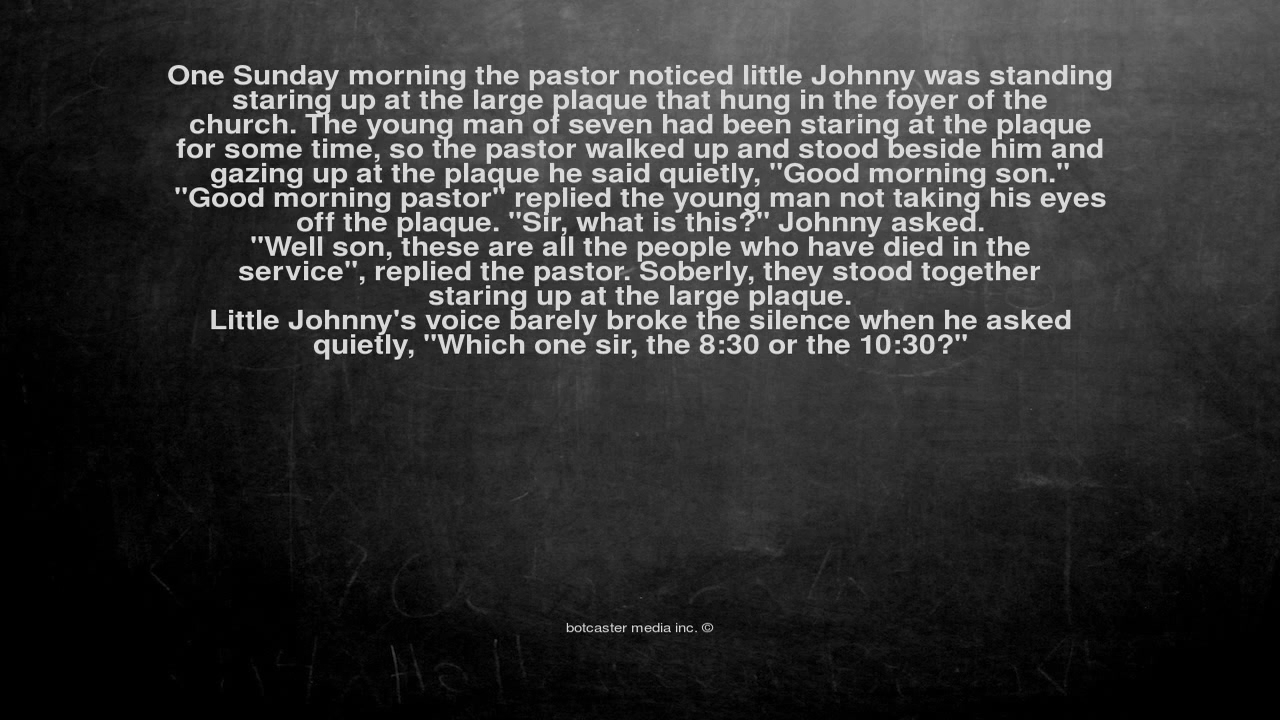 One Sunday morning the pastor noticed little Johnny was standing
staring up at the large plaque that hung in the foyer of the
church. The young man of seven had been staring at the plaque
for some time, so the pastor walked up and stood beside him and
gazing up at the plaque he said quietly, "Good morning son."
"Good morning pastor" replied the young man not taking his eyes
off the plaque. "Sir, what is this?" Johnny asked.
"Well son, these are all the people who have died in the
service", replied the pastor. Soberly, they stood together
staring up at the large plaque.
Little Johnny's voice barely broke the silence when he asked
quietly, "Which one sir, the 8:30 or the 10:30?"
botcaster media inc. ©